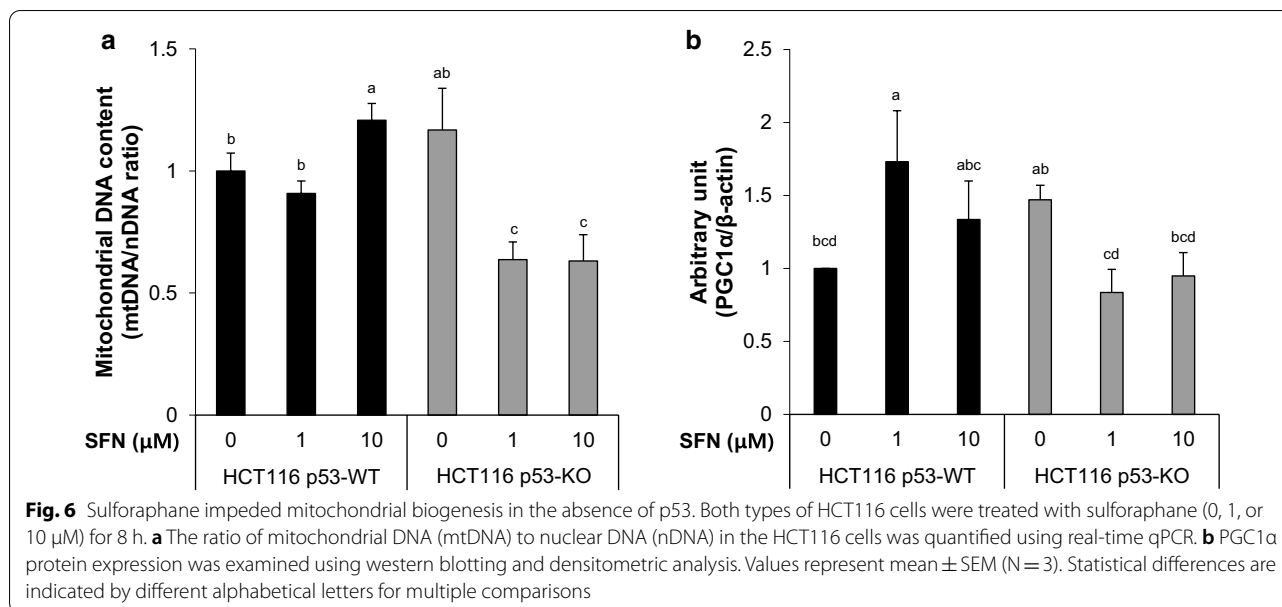 a
Mitochondrial DNA content
(mtDNA/nDNA ratio)
1.5
1
0.5
0
b
b
a
ab
c
c
SFN (µM)
0 1 10 0 1 10
HCT116 p53-WT HCT116 p53-KO
b
Arbitrary unit
(PGC1α/β-actin)
2.5
2
1.5
1
0.5
0
bcd
a
abc
ab
cd
bcd
SFN (µM)
0 1 10 0 1 10
HCT116 p53-WT HCT116 p53-KO
Fig. 6 Sulforaphane impeded mitochondrial biogenesis in the absence of p53. Both types of HCT116 cells were treated with sulforaphane (0, 1, or
10 µM) for 8 h. a The ratio of mitochondrial DNA (mtDNA) to nuclear DNA (nDNA) in the HCT116 cells was quantified using real-time qPCR. b PGC1α
protein expression was examined using western blotting and densitometric analysis. Values represent mean ± SEM (N = 3). Statistical differences are
indicated by different alphabetical letters for multiple comparisons